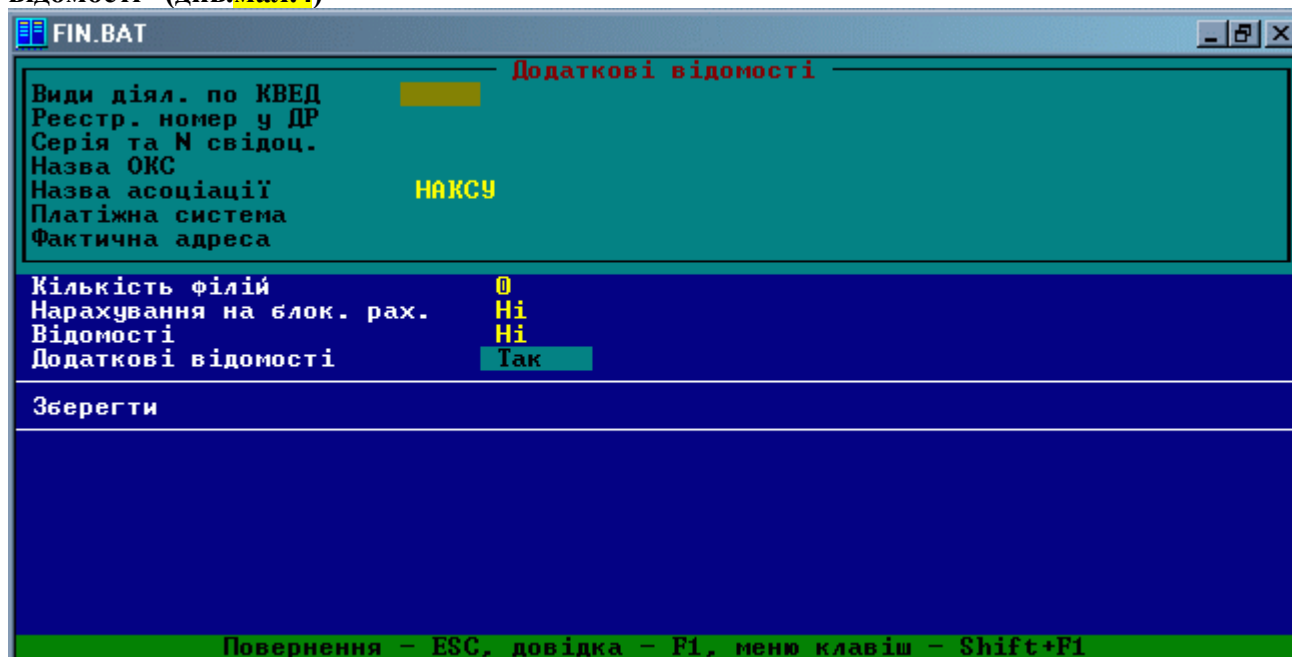 відомості" (див.мал.4)
FIN.BAT
Додаткові відомості
Види діял. по КВЕД
Реєстр. номер у ДР
Серія та N свідоц.
Назва ОКС
Назва асоціації НАКСУ
Платіжна система
Фактична адреса
Кількість філій 0
Нарахування на блок. рах. Ні
Відомості Ні
Додаткові відомості Так
Зберегти
Повернення - ESC, довідка - F1, меню клавіш - Shift+F1